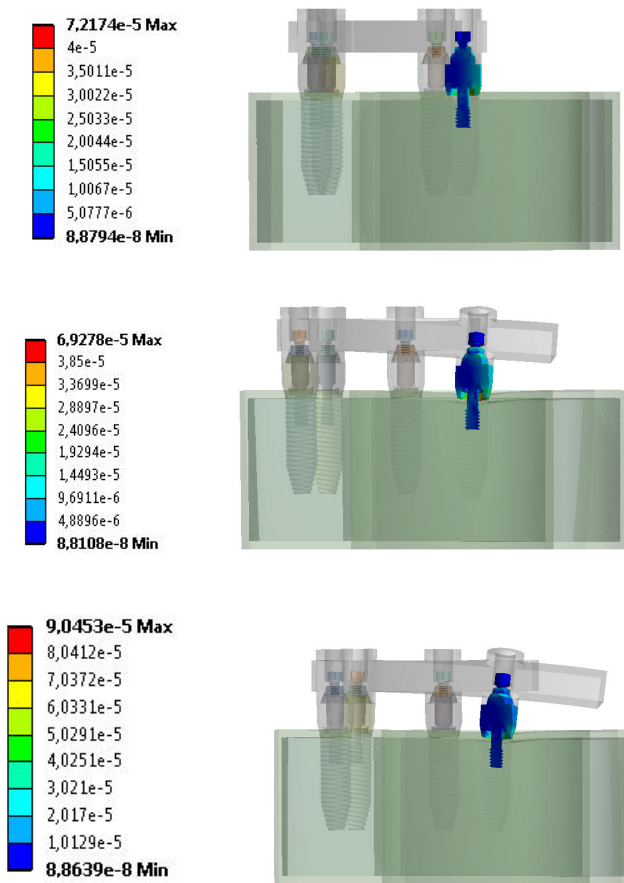 7,2174e-5 Max
4e-5
3,5011e-5
3,0022e-5
2,5033e-5
2,0044e-5
1,5055e-5
1,0067e-5
5,0777e-6
8,8794e-8 Min
6,9278e-5 Max
3,85e-5
3,3699e-5
2,8897e-5
2,4096e-5
1,9294e-5
1,4493e-5
9,6911e-6
4,8896e-6
8,8108e-8 Min
9,0453e-5 Max
8,0412e-5
7,0372e-5
6,0331e-5
5,0291e-5
4,0251e-5
3,021e-5
2,017e-5
1,0129e-5
8,8639e-8 Min